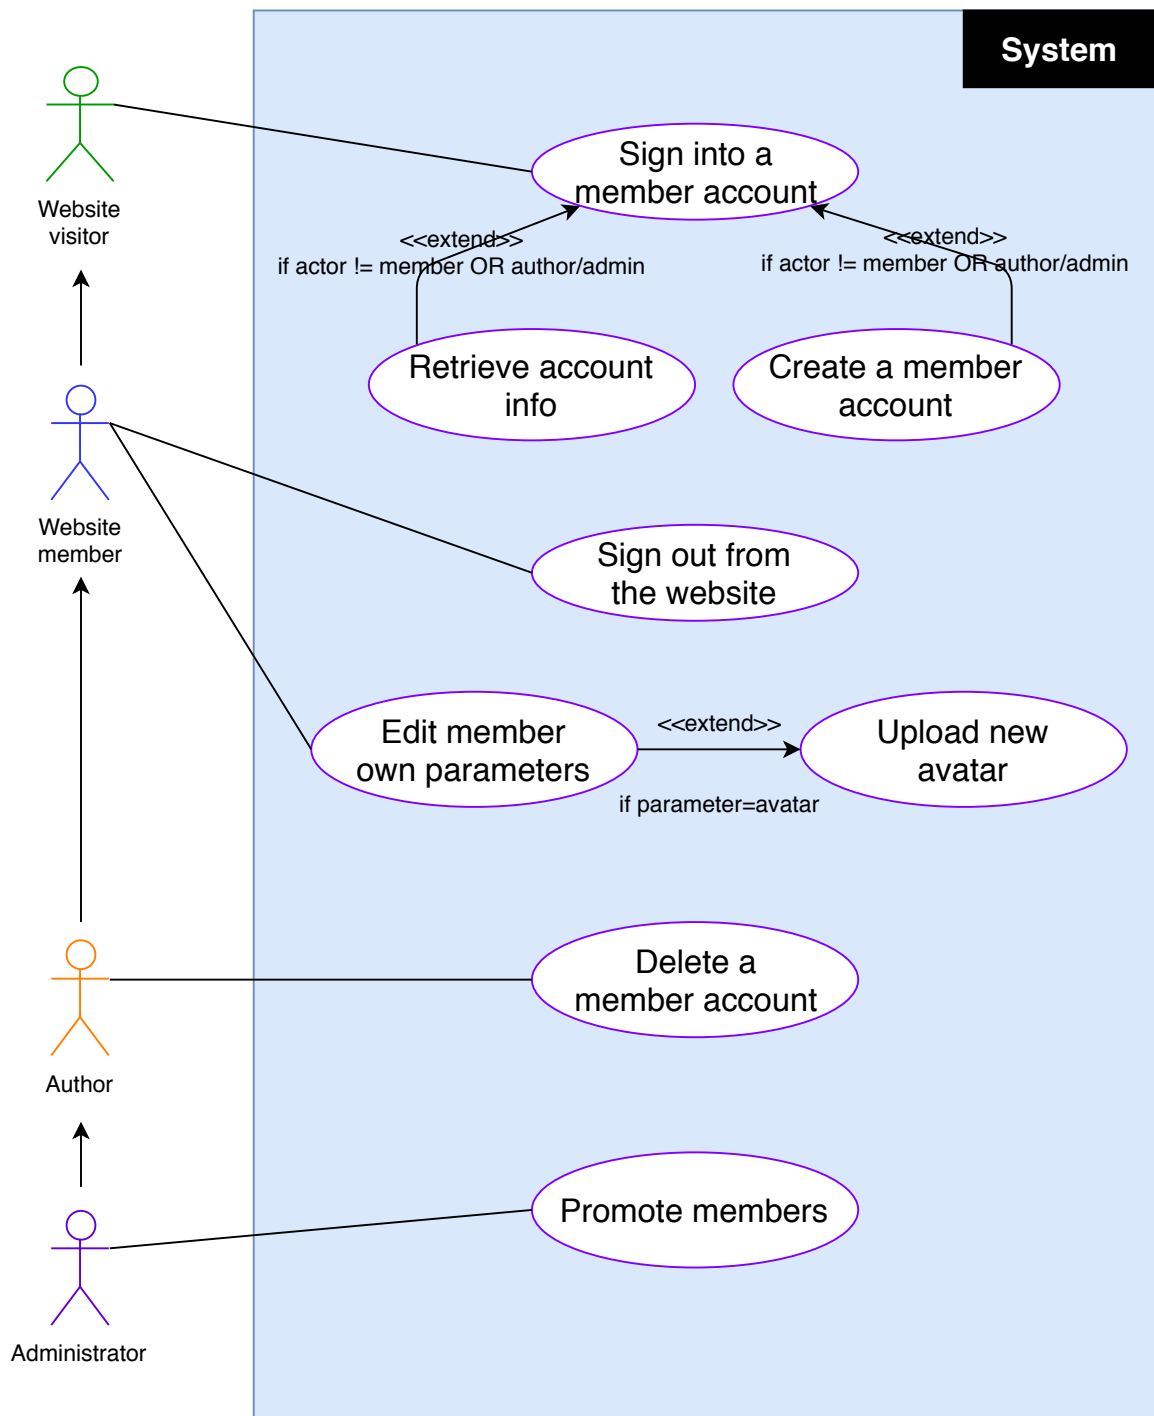 System
Website
visitor
Sign into a
member account
<<extend>>
if actor != member OR author/admin
<<extend>>
if actor != member OR author/admin
Retrieve account
info
Create a member
account
Website
member
Sign out from
the website
Edit member
own parameters
<<extend>>
if parameter=avatar
Upload new
avatar
Delete a
member account
Author
Promote members
Administrator